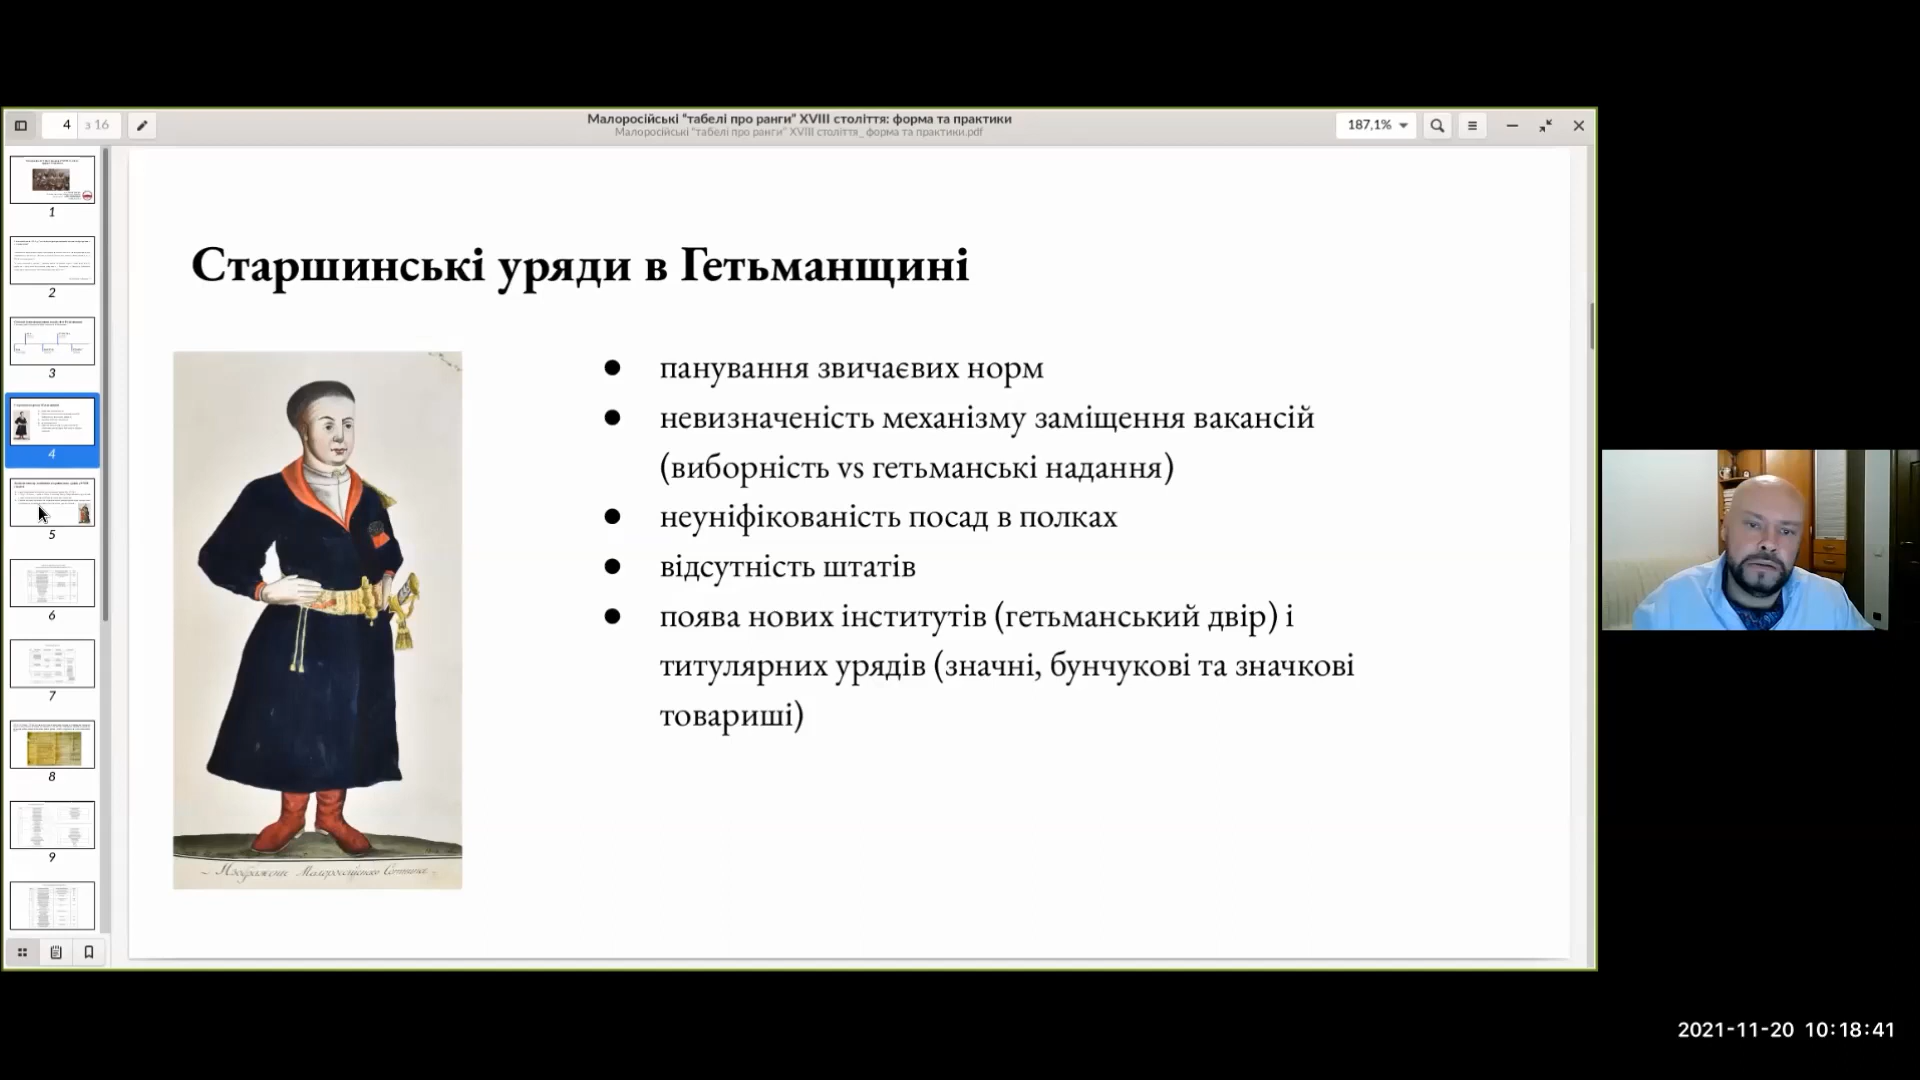 4 з 16
Малоросійські “табелі про ранги” XVIII століття: форма та практики
Малоросійські “табелі про ранги” XVIII століття_ форма та практики.pdf
187,1%
1
2
3
4
5
6
7
8
9
Старшинські уряди в Гетьманщині
● панування звичаєвих норм
● невизначеність механізму заміщення вакансій
(виборність vs гетьманські надання)
● неуніфікованість посад в полках
● відсутність штатів
● поява нових інститутів (гетьманський двір) і
титулярних урядів (значні, бунчукові та значкові
товариші)
2021-11-20 10:18:41